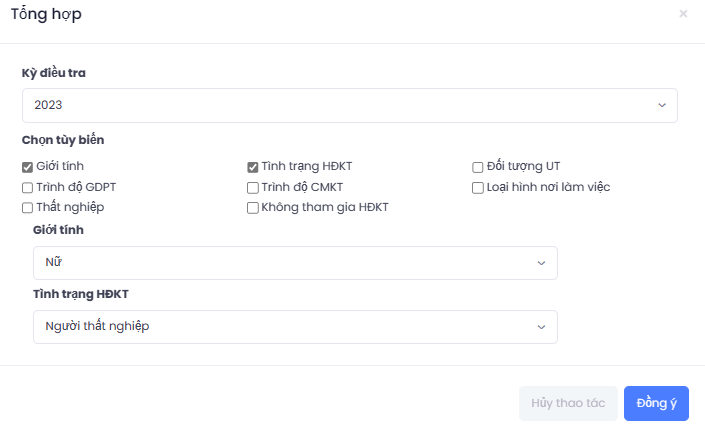 Tổng hợp
×
Kỳ điều tra
2023
Chọn tùy biến
Giới tính
Tình trạng HĐKT
Đối tượng UT
Trình độ GDPT
Trình độ CMKT
Loại hình nơi làm việc
Thất nghiệp
Không tham gia HĐKT
Giới tính
Nữ
Tình trạng HĐKT
Người thất nghiệp
Hủy thao tác
Đồng ý